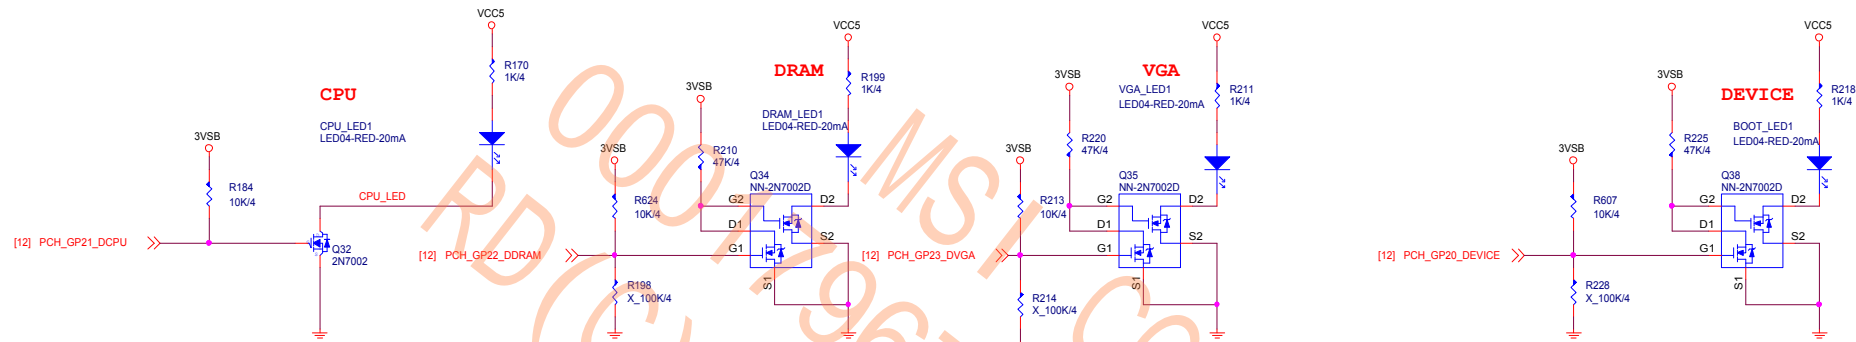 CPU
CPU_LED1
LED04-RED-20mA
VCC5
R170
1K/4
3VSB
R184
10K/4
CPU_LED
[12] PCH_GP21_DCPU
Q32
2N7002
DRAM
DRAM_LED1
LED04-RED-20mA
VCC5
R199
1K/4
3VSB
R210
47K/4
3VSB
R624
10K/4
Q34
NN-2N7002D
G2
D2
D1
S2
G1
S1
[12] PCH_GP22_DDRAM
R198
X_100K/4
VGA
VGA_LED1
LED04-RED-20mA
VCC5
R211
1K/4
3VSB
R220
47K/4
3VSB
R213
10K/4
Q35
NN-2N7002D
G2
D2
D1
S2
G1
S1
[12] PCH_GP23_DVGA
R214
X_100K/4
DEVICE
BOOT_LED1
LED04-RED-20mA
VCC5
R218
1K/4
3VSB
R225
47K/4
3VSB
R607
10K/4
Q38
NN-2N7002D
G2
D2
D1
S2
G1
S1
[12] PCH_GP20_DEVICE
R228
X_100K/4
MSI